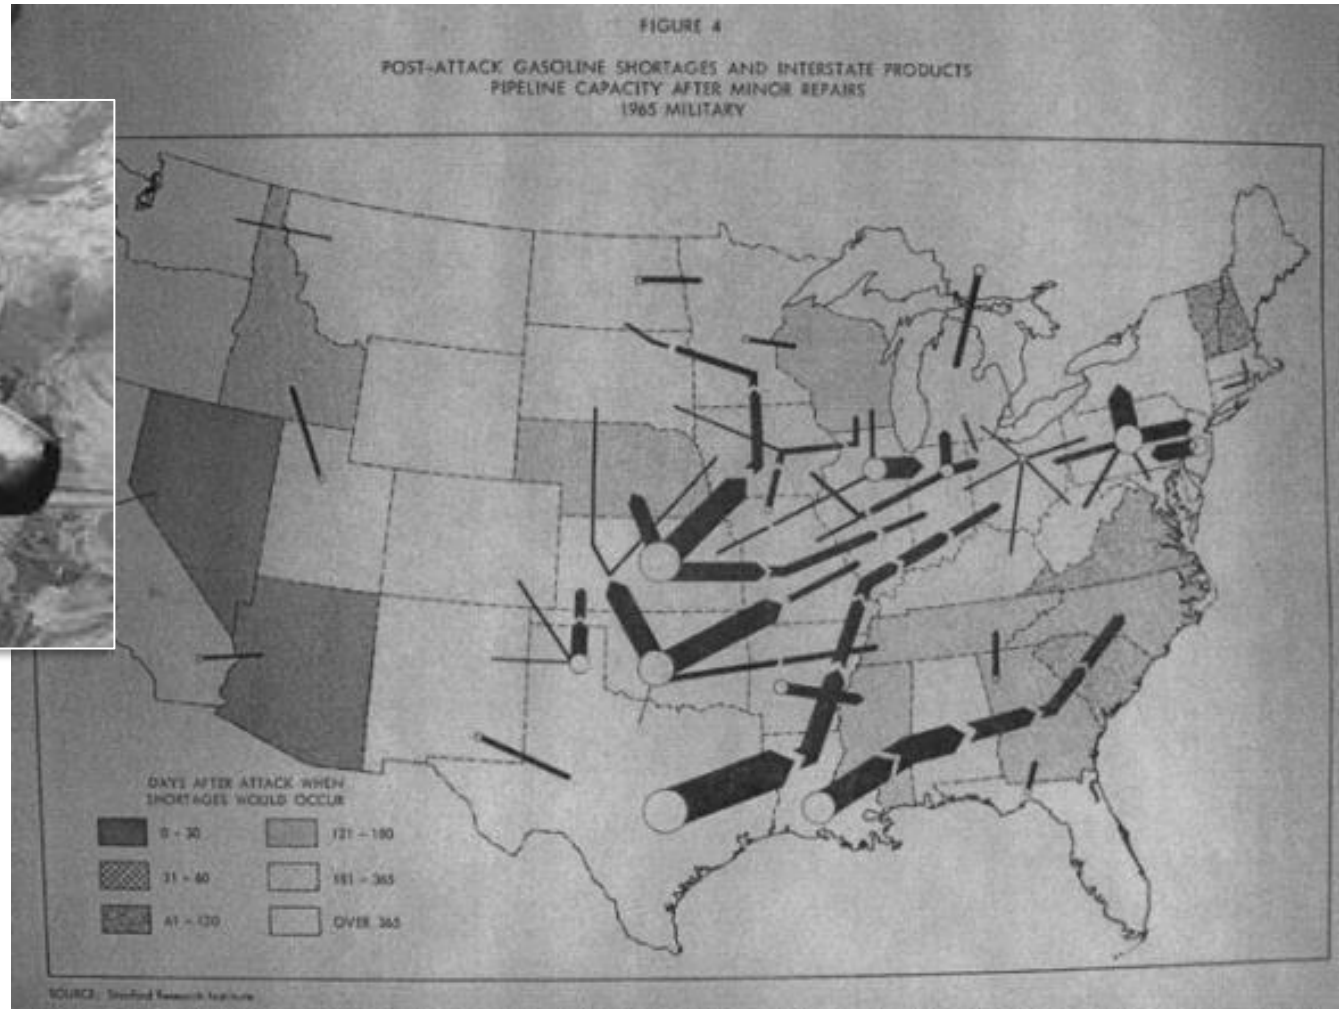 FIGURE 4
POST-ATTACK GASOLINE SHORTAGES AND INTERSTATE PRODUCTS
PIPELINE CAPACITY AFTER MINOR REPAIRS
1965 MILITARY
DAYS AFTER ATTACK WHEN
SHORTAGES WOULD OCCUR
0 - 30
121 - 180
31 - 60
181 - 365
61 - 120
OVER 365
SOURCE: Stanford Research Institute